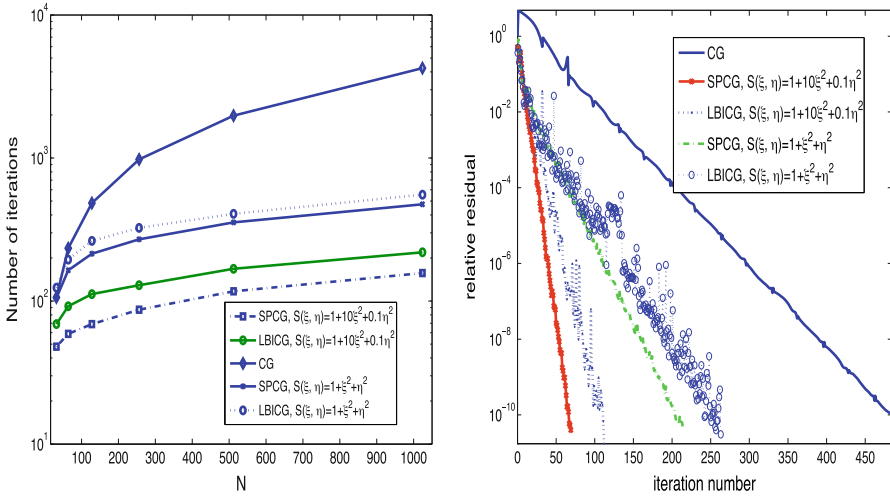 Number of iterations
10^4
10^3
10^2
10^1
0 100 200 300 400 500 600 700 800 900 1000
N
SPCG, S(ξ, η)=1+10ξ^2+0.1η^2
LBICG, S(ξ, η)=1+10ξ^2+0.1η^2
CG
SPCG, S(ξ, η)=1+ξ^2+η^2
LBICG, S(ξ, η)=1+ξ^2+η^2
relative residual
10^0
10^-2
10^-4
10^-6
10^-8
10^-10
0 50 100 150 200 250 300 350 400 450
iteration number
CG
SPCG, S(ξ, η)=1+10ξ^2+0.1η^2
LBICG, S(ξ, η)=1+10ξ^2+0.1η^2
SPCG, S(ξ, η)=1+ξ^2+η^2
LBICG, S(ξ, η)=1+ξ^2+η^2